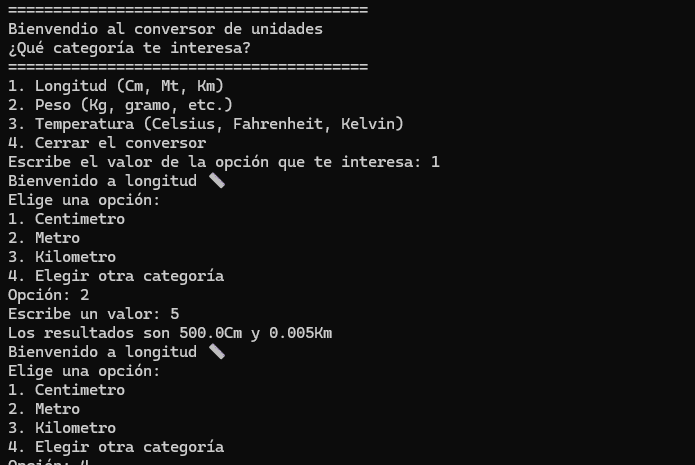 ========================================
Bienvendio al conversor de unidades
¿Qué categoría te interesa?
========================================
1. Longitud (Cm, Mt, Km)
2. Peso (Kg, gramo, etc.)
3. Temperatura (Celsius, Fahrenheit, Kelvin)
4. Cerrar el conversor
Escribe el valor de la opción que te interesa: 1
Bienvenido a longitud 📏
Elige una opción:
1. Centimetro
2. Metro
3. Kilometro
4. Elegir otra categoría
Opción: 2
Escribe un valor: 5
Los resultados son 500.0Cm y 0.005Km
Bienvenido a longitud 📏
Elige una opción:
1. Centimetro
2. Metro
3. Kilometro
4. Elegir otra categoría
Opción: 4